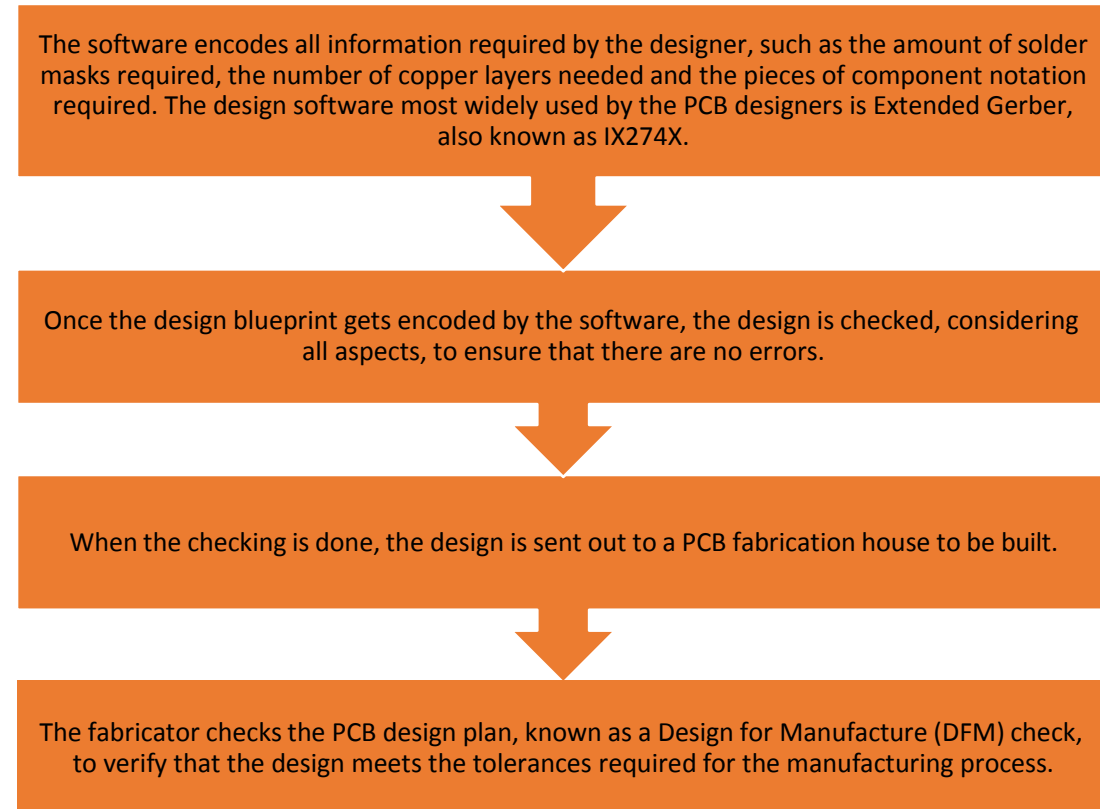 The software encodes all information required by the designer, such as the amount of solder
masks required, the number of copper layers needed and the pieces of component notation
required. The design software most widely used by the PCB designers is Extended Gerber,
also known as IX274X.
Once the design blueprint gets encoded by the software, the design is checked, considering
all aspects, to ensure that there are no errors.
When the checking is done, the design is sent out to a PCB fabrication house to be built.
The fabricator checks the PCB design plan, known as a Design for Manufacture (DFM) check,
to verify that the design meets the tolerances required for the manufacturing process.